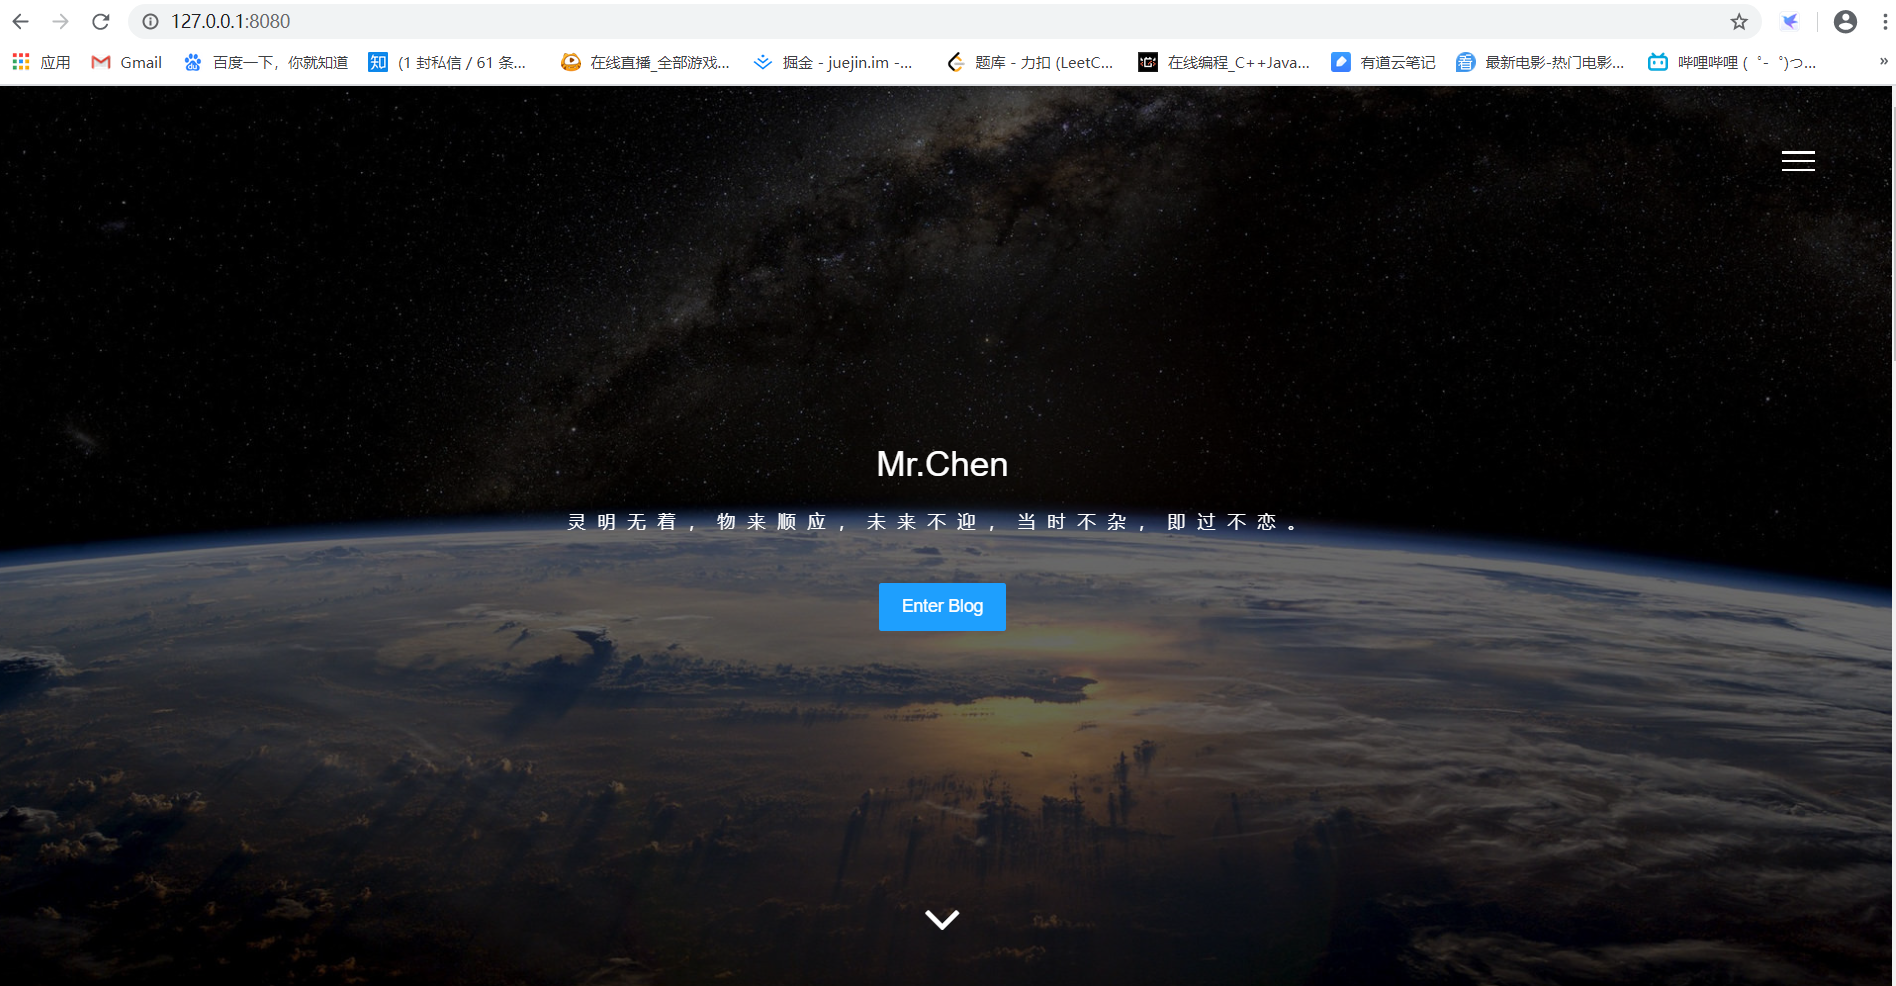 127.0.0.1:8080
应用 Gmail 百度一下，你就知道 知 (1 封私信 / 61 条... 在线直播_全部游戏... 掘金 - juejin.im -... 题库 - 力扣 (LeetC... 在线编程_C++Java... 有道云笔记 看 最新电影-热门电影... 哔哩哔哩 ( ゜- ゜)つ... »
Mr.Chen
灵明无着，物来顺应，未来不迎，当时不杂，即过不恋。
Enter Blog